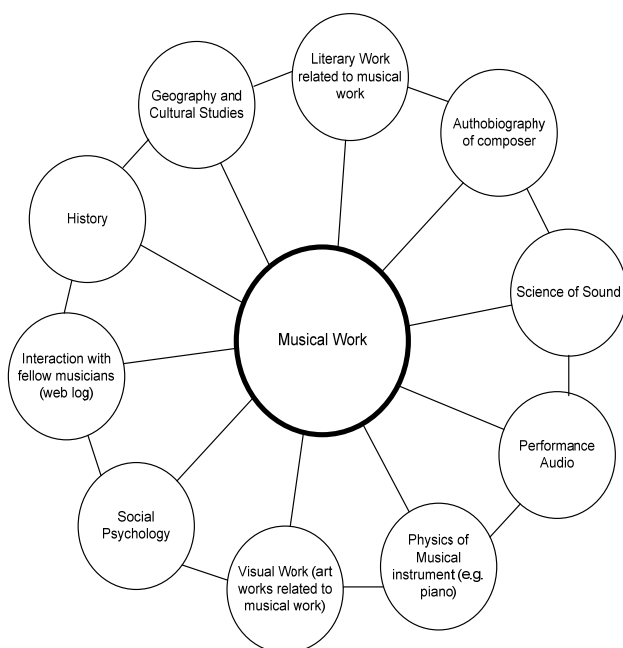 Literary Work
related to musical
work
Geography and
Cultural Studies
Authobiography
of composer
History
Science of Sound
Musical Work
Interaction with
fellow musicians
(web log)
Performance
Audio
Social
Psychology
Physics of
Musical
instrument (e.g.
piano)
Visual Work (art
works related to
musical work)